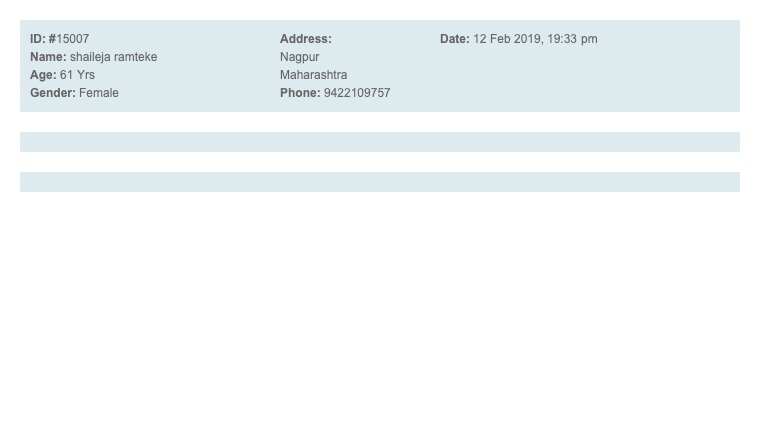 ID: #15007
Name: shaileja ramteke
Age: 61 Yrs
Gender: Female
Address:
Nagpur
Maharashtra
Phone: 9422109757
Date: 12 Feb 2019, 19:33 pm